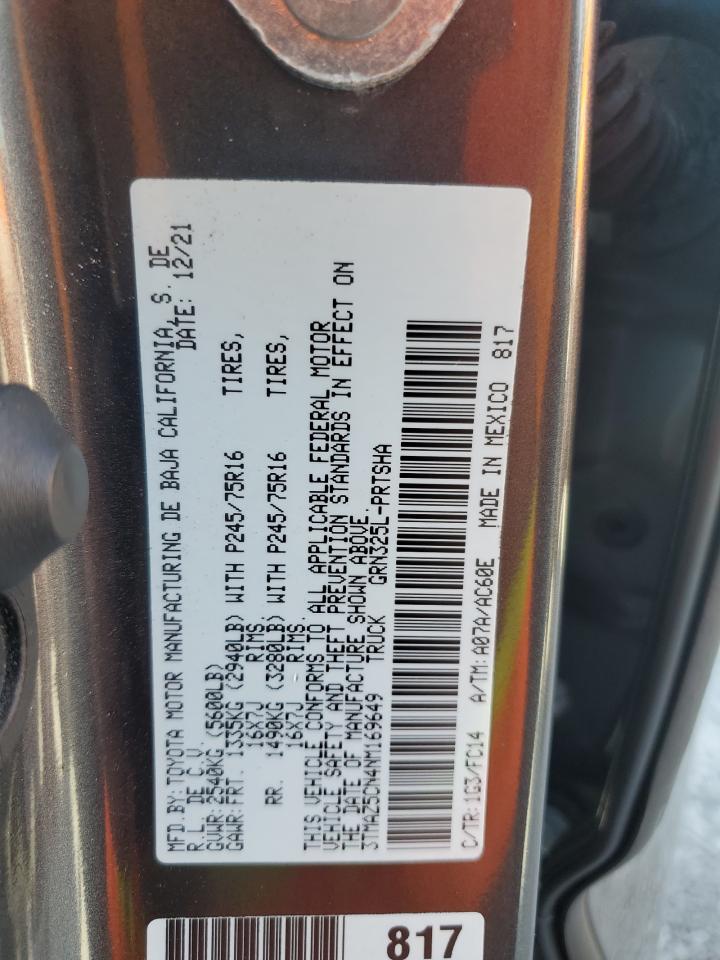 MFD.BY:TOYOTA MOTOR MANUFACTURING DE BAJA CALIFORNIA, S. DE
R.L. DE C.V. DATE: 12/21
GVWR:2540KG (5600LB)
GAWR:FRT. 1335KG (2940LB) WITH P245/75R16 TIRES,
16X7J RIMS,
RR. 1490KG (3280LB) WITH P245/75R16 TIRES,
16X7J RIMS.
THIS VEHICLE CONFORMS TO ALL APPLICABLE FEDERAL MOTOR
VEHICLE SAFETY AND THEFT PREVENTION STANDARDS IN EFFECT ON
THE DATE OF MANUFACTURE SHOWN ABOVE.
3TMAZ5CN4NM169649 TRUCK GRN325L-PRTSHA
C/TR:1G3/FC14 A/TM:A07A/AC60E MADE IN MEXICO 817
817